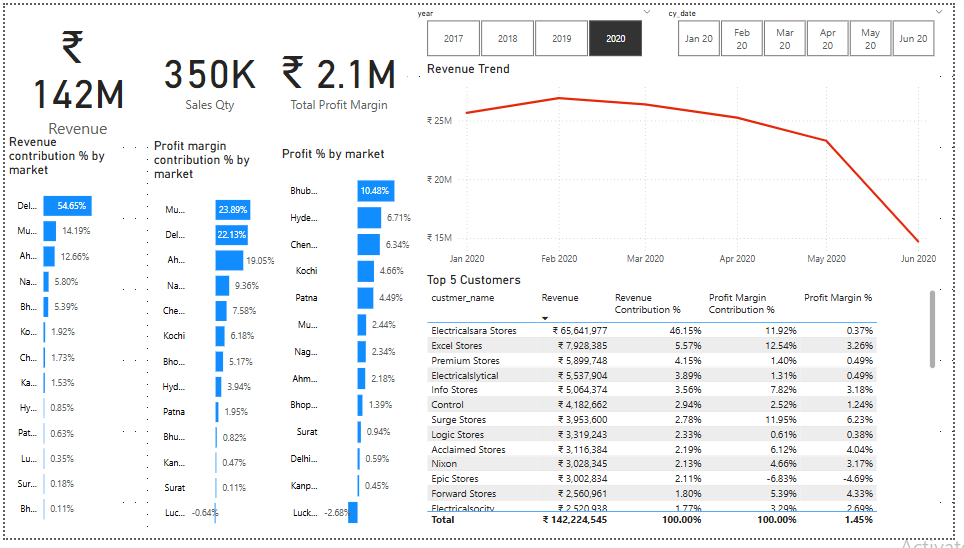 year
cy_date
2017
2018
2019
2020
Jan 20
Feb
20
Mar
20
Apr
20
May
20
Jun 20
₹
142M
Revenue
350K
Sales Qty
₹ 2.1M
Total Profit Margin
Revenue
contribution % by
market
Del... 54.65%
Mu... 14.19%
Ah... 12.66%
Na... 5.80%
Bh... 5.39%
Ko... 1.92%
Ch... 1.73%
Ka... 1.53%
Hy... 0.85%
Pat... 0.63%
Lu... 0.35%
Sur... 0.18%
Bh... 0.11%
Profit margin
contribution % by
market
Mu... 23.89%
Del... 22.13%
Ah... 19.05%
Na... 9.36%
Che... 7.58%
Kochi 6.18%
Bho... 5.17%
Hyd... 3.94%
Patna 1.95%
Bhu... 0.82%
Kan... 0.47%
Surat 0.11%
Luc... -0.64%
Profit % by market
Bhub... 10.48%
Hyde... 6.71%
Chen... 6.34%
Kochi 4.66%
Patna 4.49%
Mu... 2.44%
Nag... 2.34%
Ahm... 2.18%
Bhop... 1.39%
Surat 0.94%
Delhi... 0.59%
Kanp... 0.45%
Luck... -2.68%
Revenue Trend
₹ 25M
₹ 20M
₹ 15M
Jan 2020 Feb 2020 Mar 2020 Apr 2020 May 2020 Jun 2020
Top 5 Customers
custmer_name Revenue Revenue Contribution % Profit Margin Contribution % Profit Margin %
Electricalsara Stores ₹ 65,641,977 46.15% 11.92% 0.37%
Excel Stores ₹ 7,928,385 5.57% 12.54% 3.26%
Premium Stores ₹ 5,899,748 4.15% 1.40% 0.49%
Electricalslytical ₹ 5,537,904 3.89% 1.31% 0.49%
Info Stores ₹ 5,064,374 3.56% 7.82% 3.18%
Control ₹ 4,182,662 2.94% 2.52% 1.24%
Surge Stores ₹ 3,953,600 2.78% 11.95% 6.23%
Logic Stores ₹ 3,319,243 2.33% 0.61% 0.38%
Acclaimed Stores ₹ 3,116,384 2.19% 6.12% 4.04%
Nixon ₹ 3,028,345 2.13% 4.66% 3.17%
Epic Stores ₹ 3,002,834 2.11% -6.83% -4.69%
Forward Stores ₹ 2,560,961 1.80% 5.39% 4.33%
Electricalsocity ₹ 2,520,938 1.77% 3.29% 2.69%
Total ₹ 142,224,545 100.00% 100.00% 1.45%